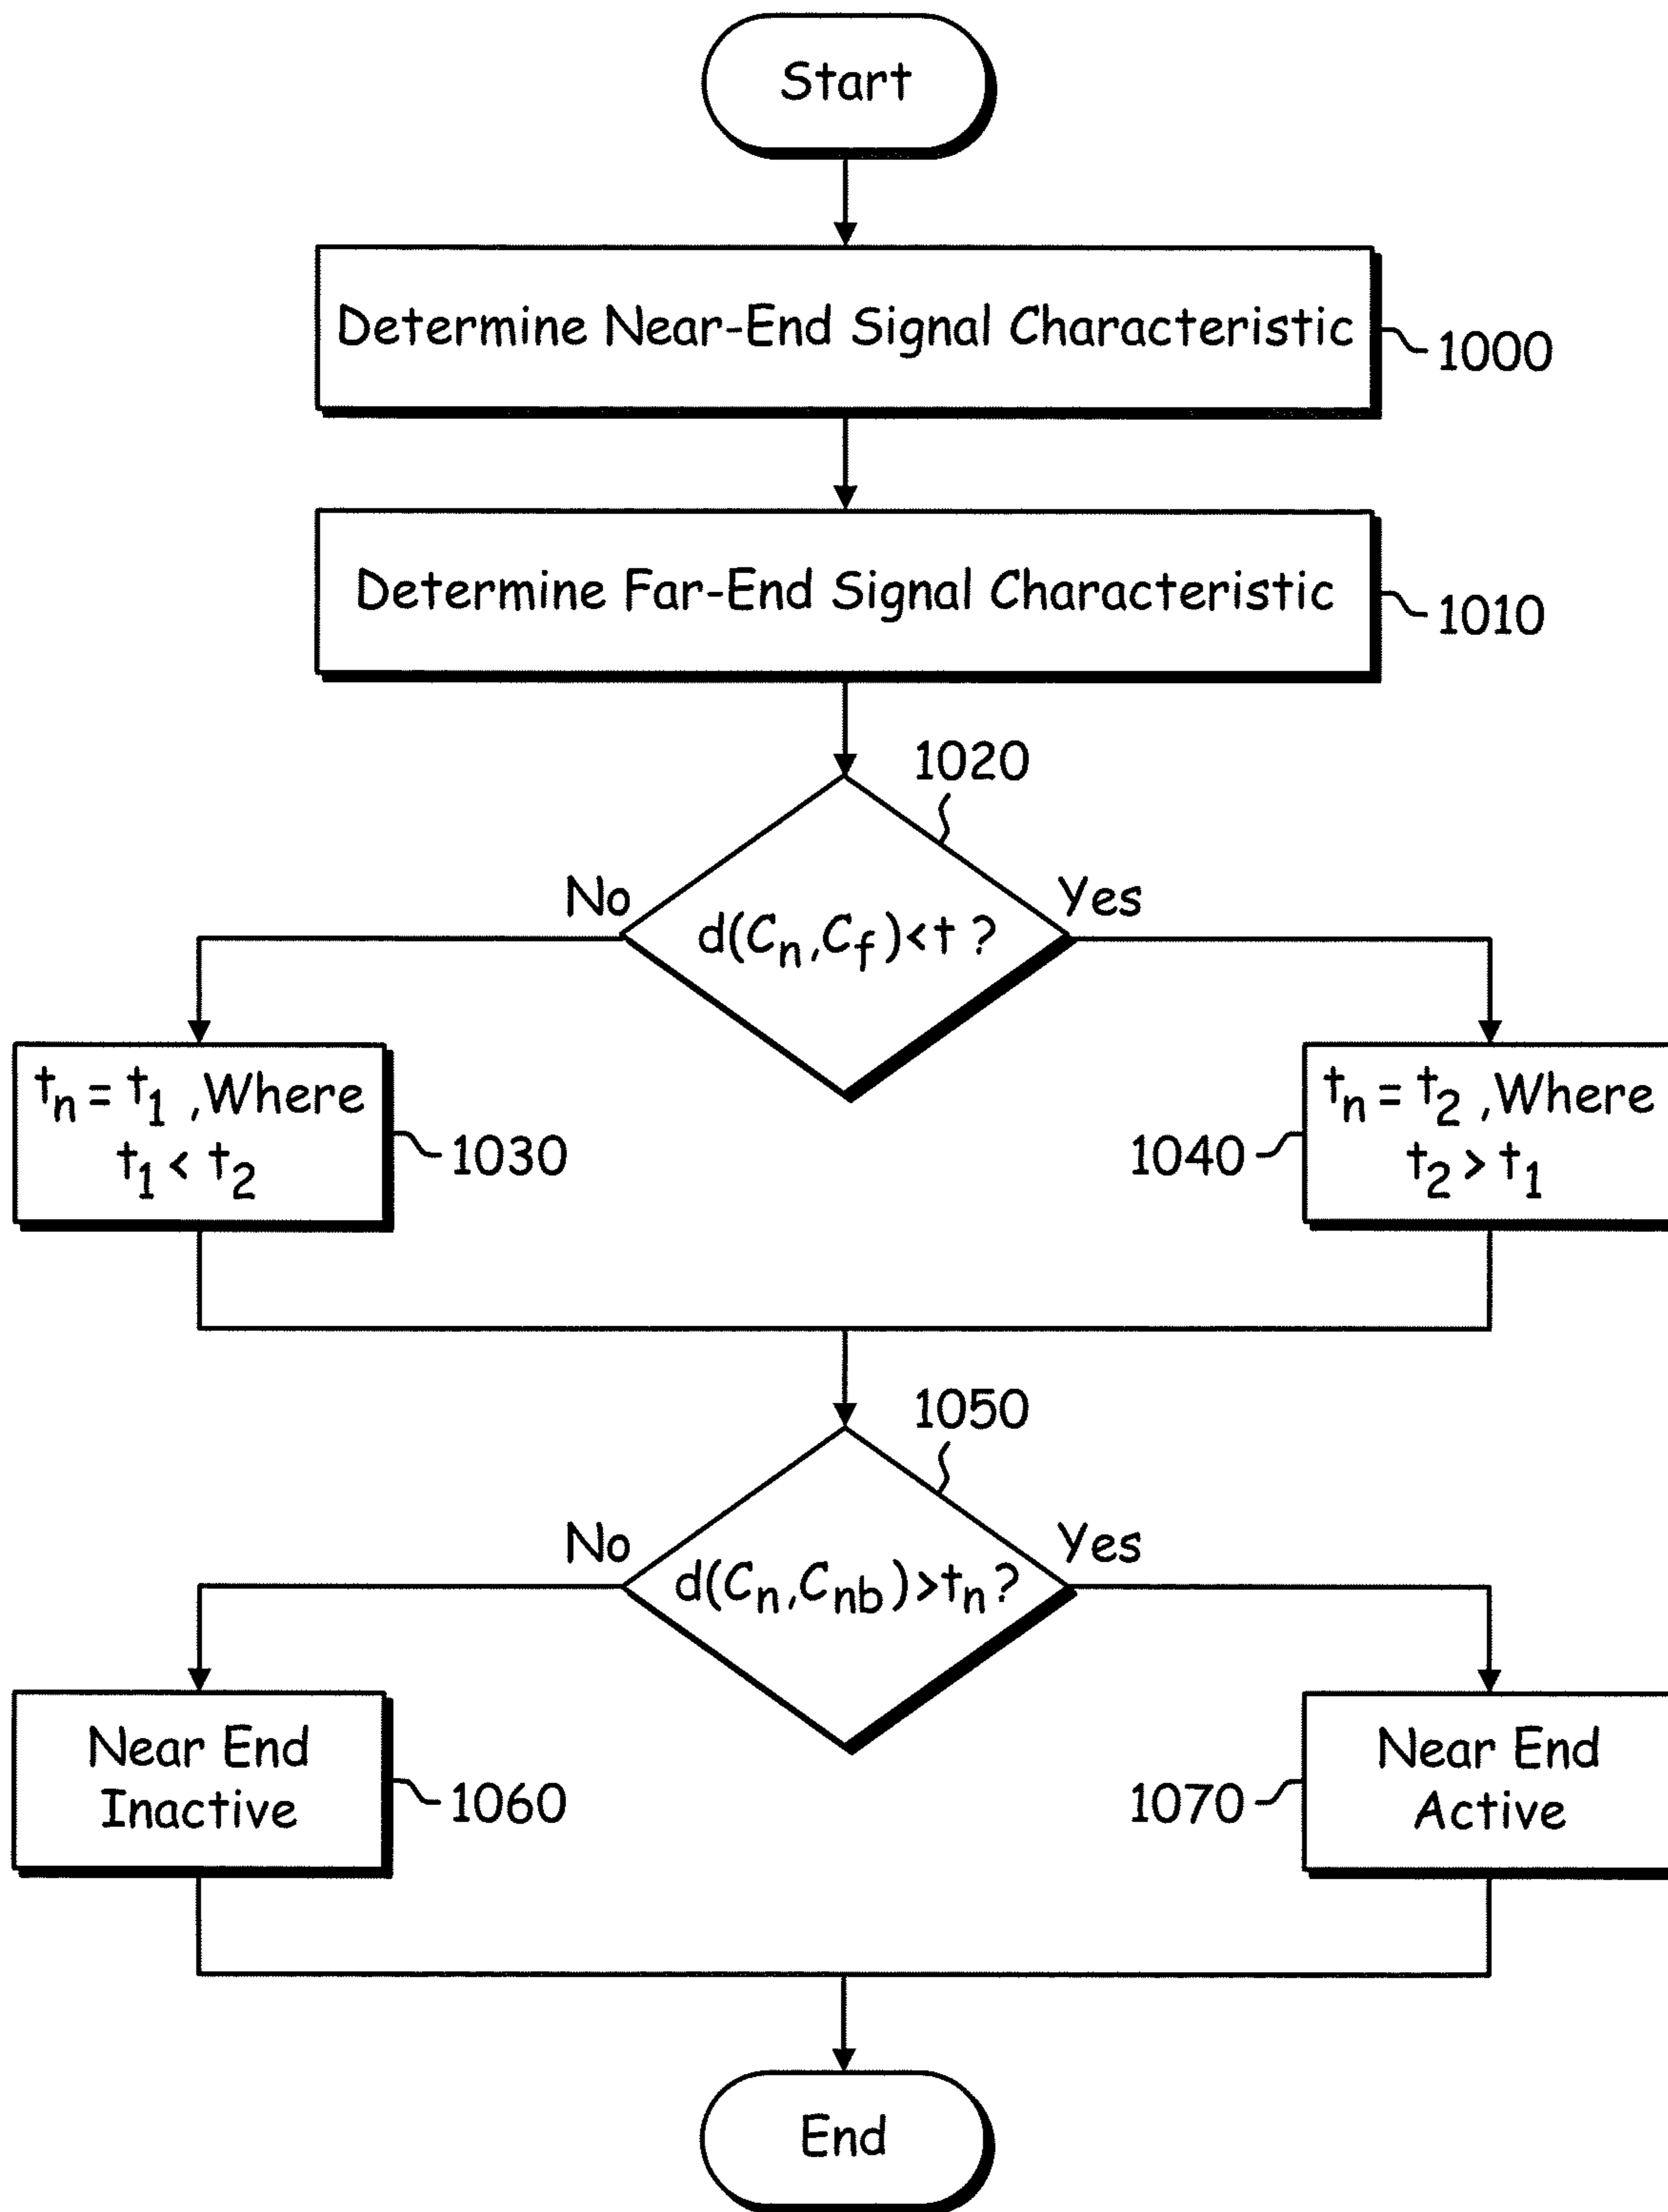 Start
Determine Near-End Signal Characteristic
1000
Determine Far-End Signal Characteristic
1010
1020
No
Yes
d(Cn,Cf)<t ?
tn = t1 ,Where
t1 < t2
1030
1040
tn = t2 ,Where
t2 > t1
1050
No
Yes
d(Cn,Cnb)>tn?
Near End
Inactive
1060
1070
Near End
Active
End